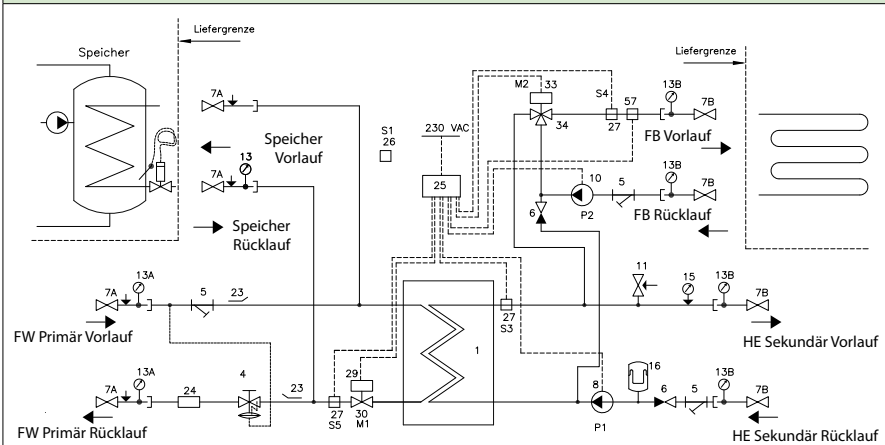 Liefergrenze
Speicher
7A
Speicher
Vorlauf
13
7A
Speicher
Rücklauf
S1
26
230 VAC
25
M2
33
34
S4
27
57
13B
7B
FB Vorlauf
Liefergrenze
10
P2
5
13B
7B
FB Rücklauf
6
13A
7A
5
23
FW Primär Vorlauf
1
27
S3
11
15
13B
7B
HE Sekundär Vorlauf
13A
7A
24
4
23
27
S5
29
30
M1
FW Primär Rücklauf
8
P1
16
6
5
13B
7B
HE Sekundär Rücklauf